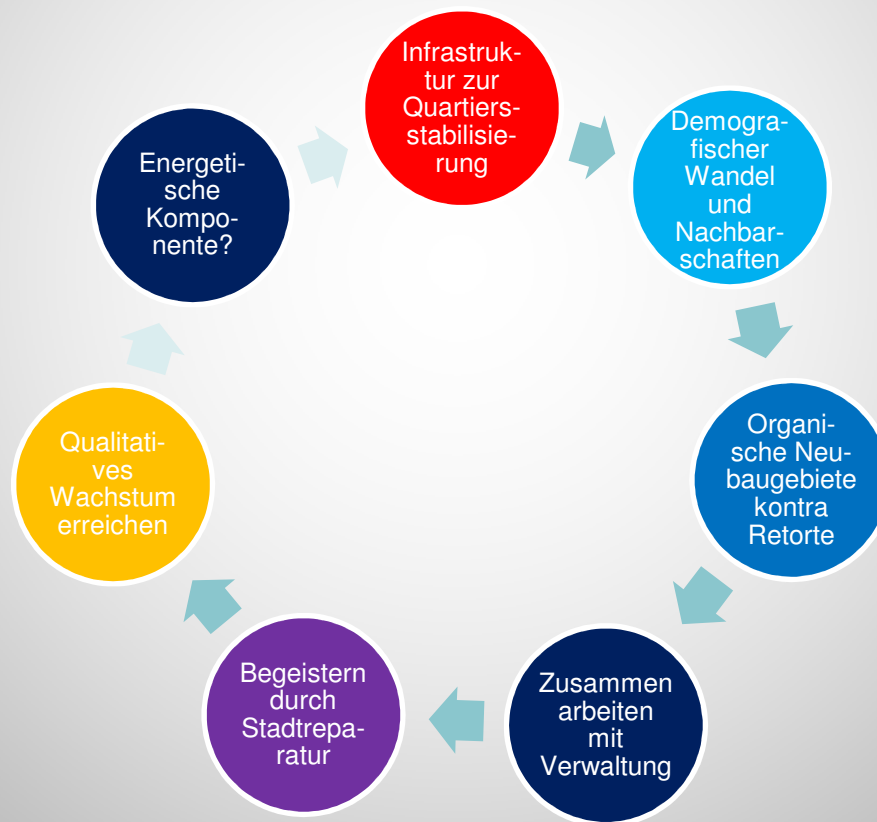 Infrastruk-
tur zur
Quartiers-
stabilisie-
rung
Demogra-
fischer
Wandel
und
Nachbar-
schaften
Organi-
sche Neu-
baugebiete
kontra
Retorte
Zusammen
arbeiten
mit
Verwaltung
Begeistern
durch
Stadtrepa-
ratur
Qualitati-
ves
Wachstum
erreichen
Energeti-
sche
Kompo-
nente?